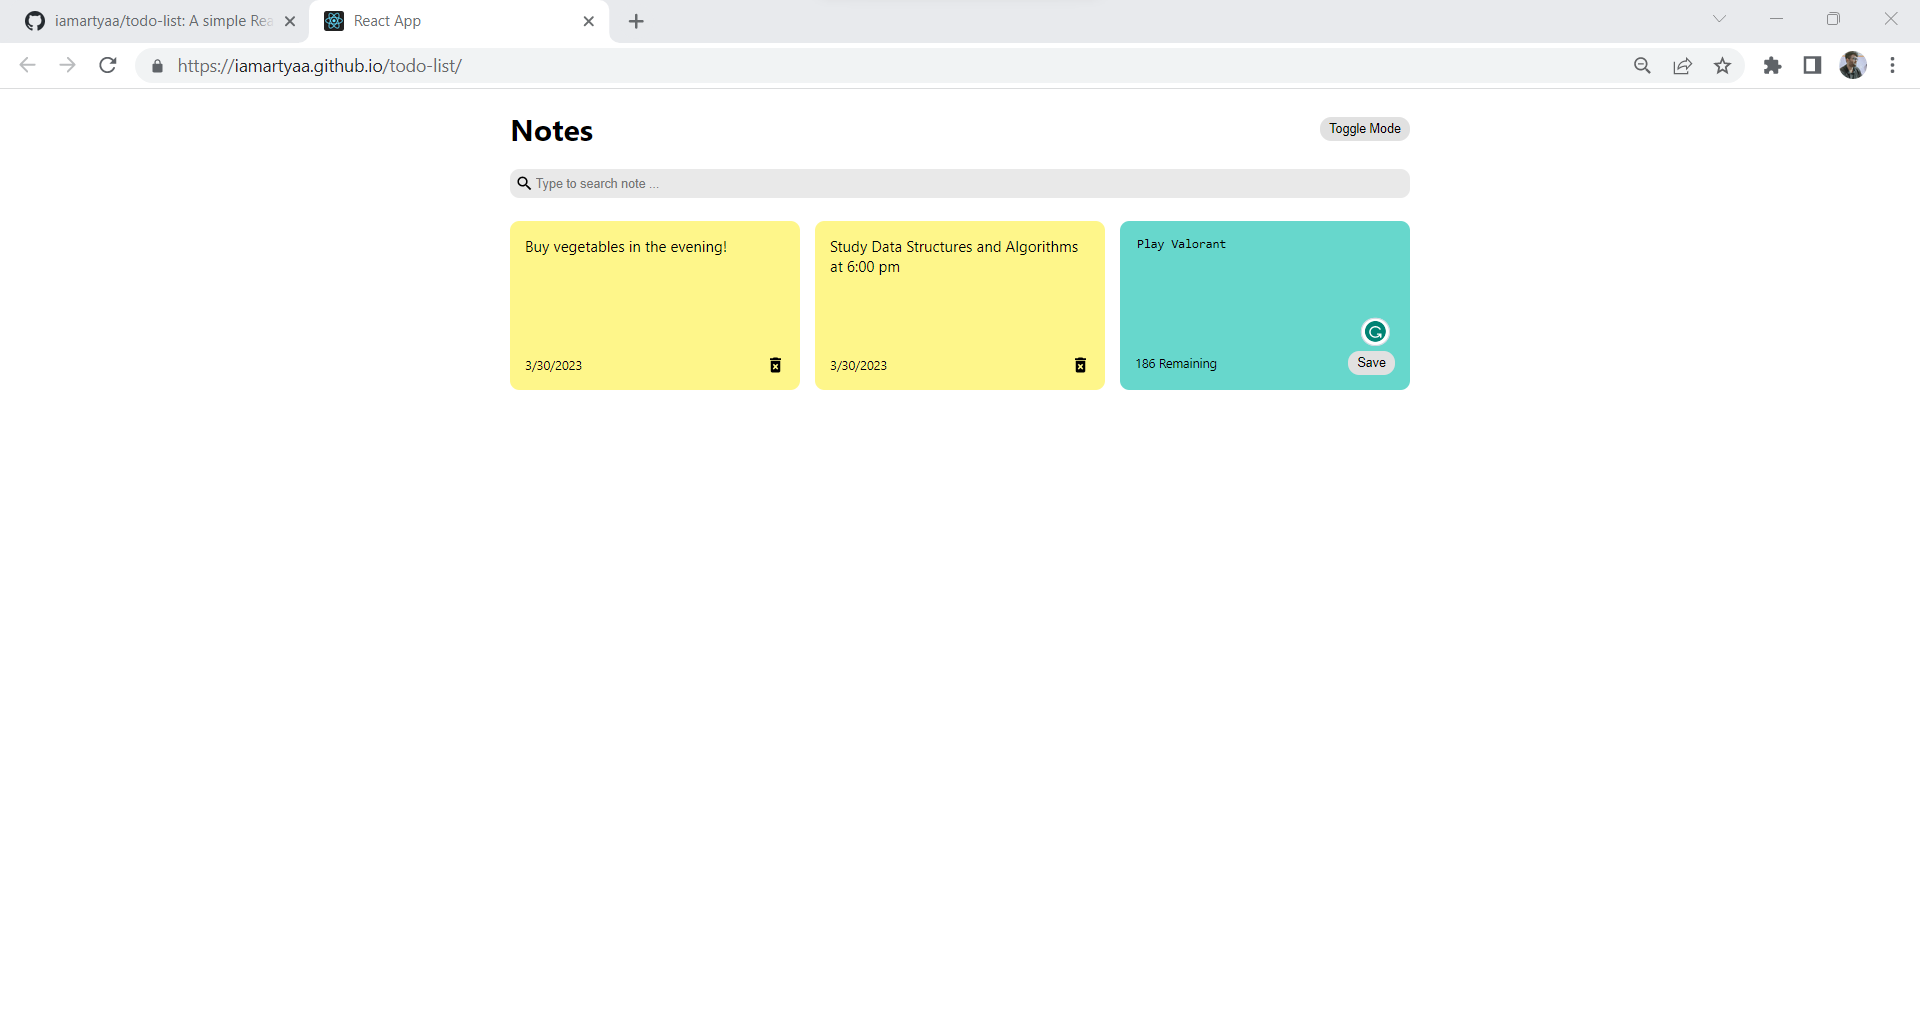 iamartyaa/todo-list: A simple Rea
React App
https://iamartyaa.github.io/todo-list/
Notes
Toggle Mode
Type to search note ...
Buy vegetables in the evening!
3/30/2023
Study Data Structures and Algorithms
at 6:00 pm
3/30/2023
Play Valorant
186 Remaining
Save